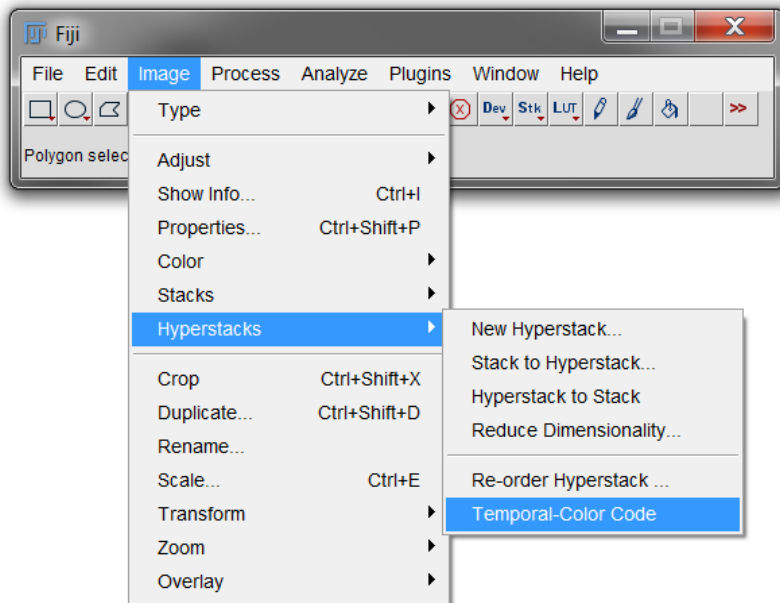 Fiji
File Edit Image Process Analyze Plugins Window Help
Dev Stk LUT >>
Polygon selec
Type
Adjust
Show Info... Ctrl+I
Properties... Ctrl+Shift+P
Color
Stacks
Hyperstacks
Crop Ctrl+Shift+X
Duplicate... Ctrl+Shift+D
Rename...
Scale... Ctrl+E
Transform
Zoom
Overlay
New Hyperstack...
Stack to Hyperstack...
Hyperstack to Stack
Reduce Dimensionality...
Re-order Hyperstack ...
Temporal-Color Code